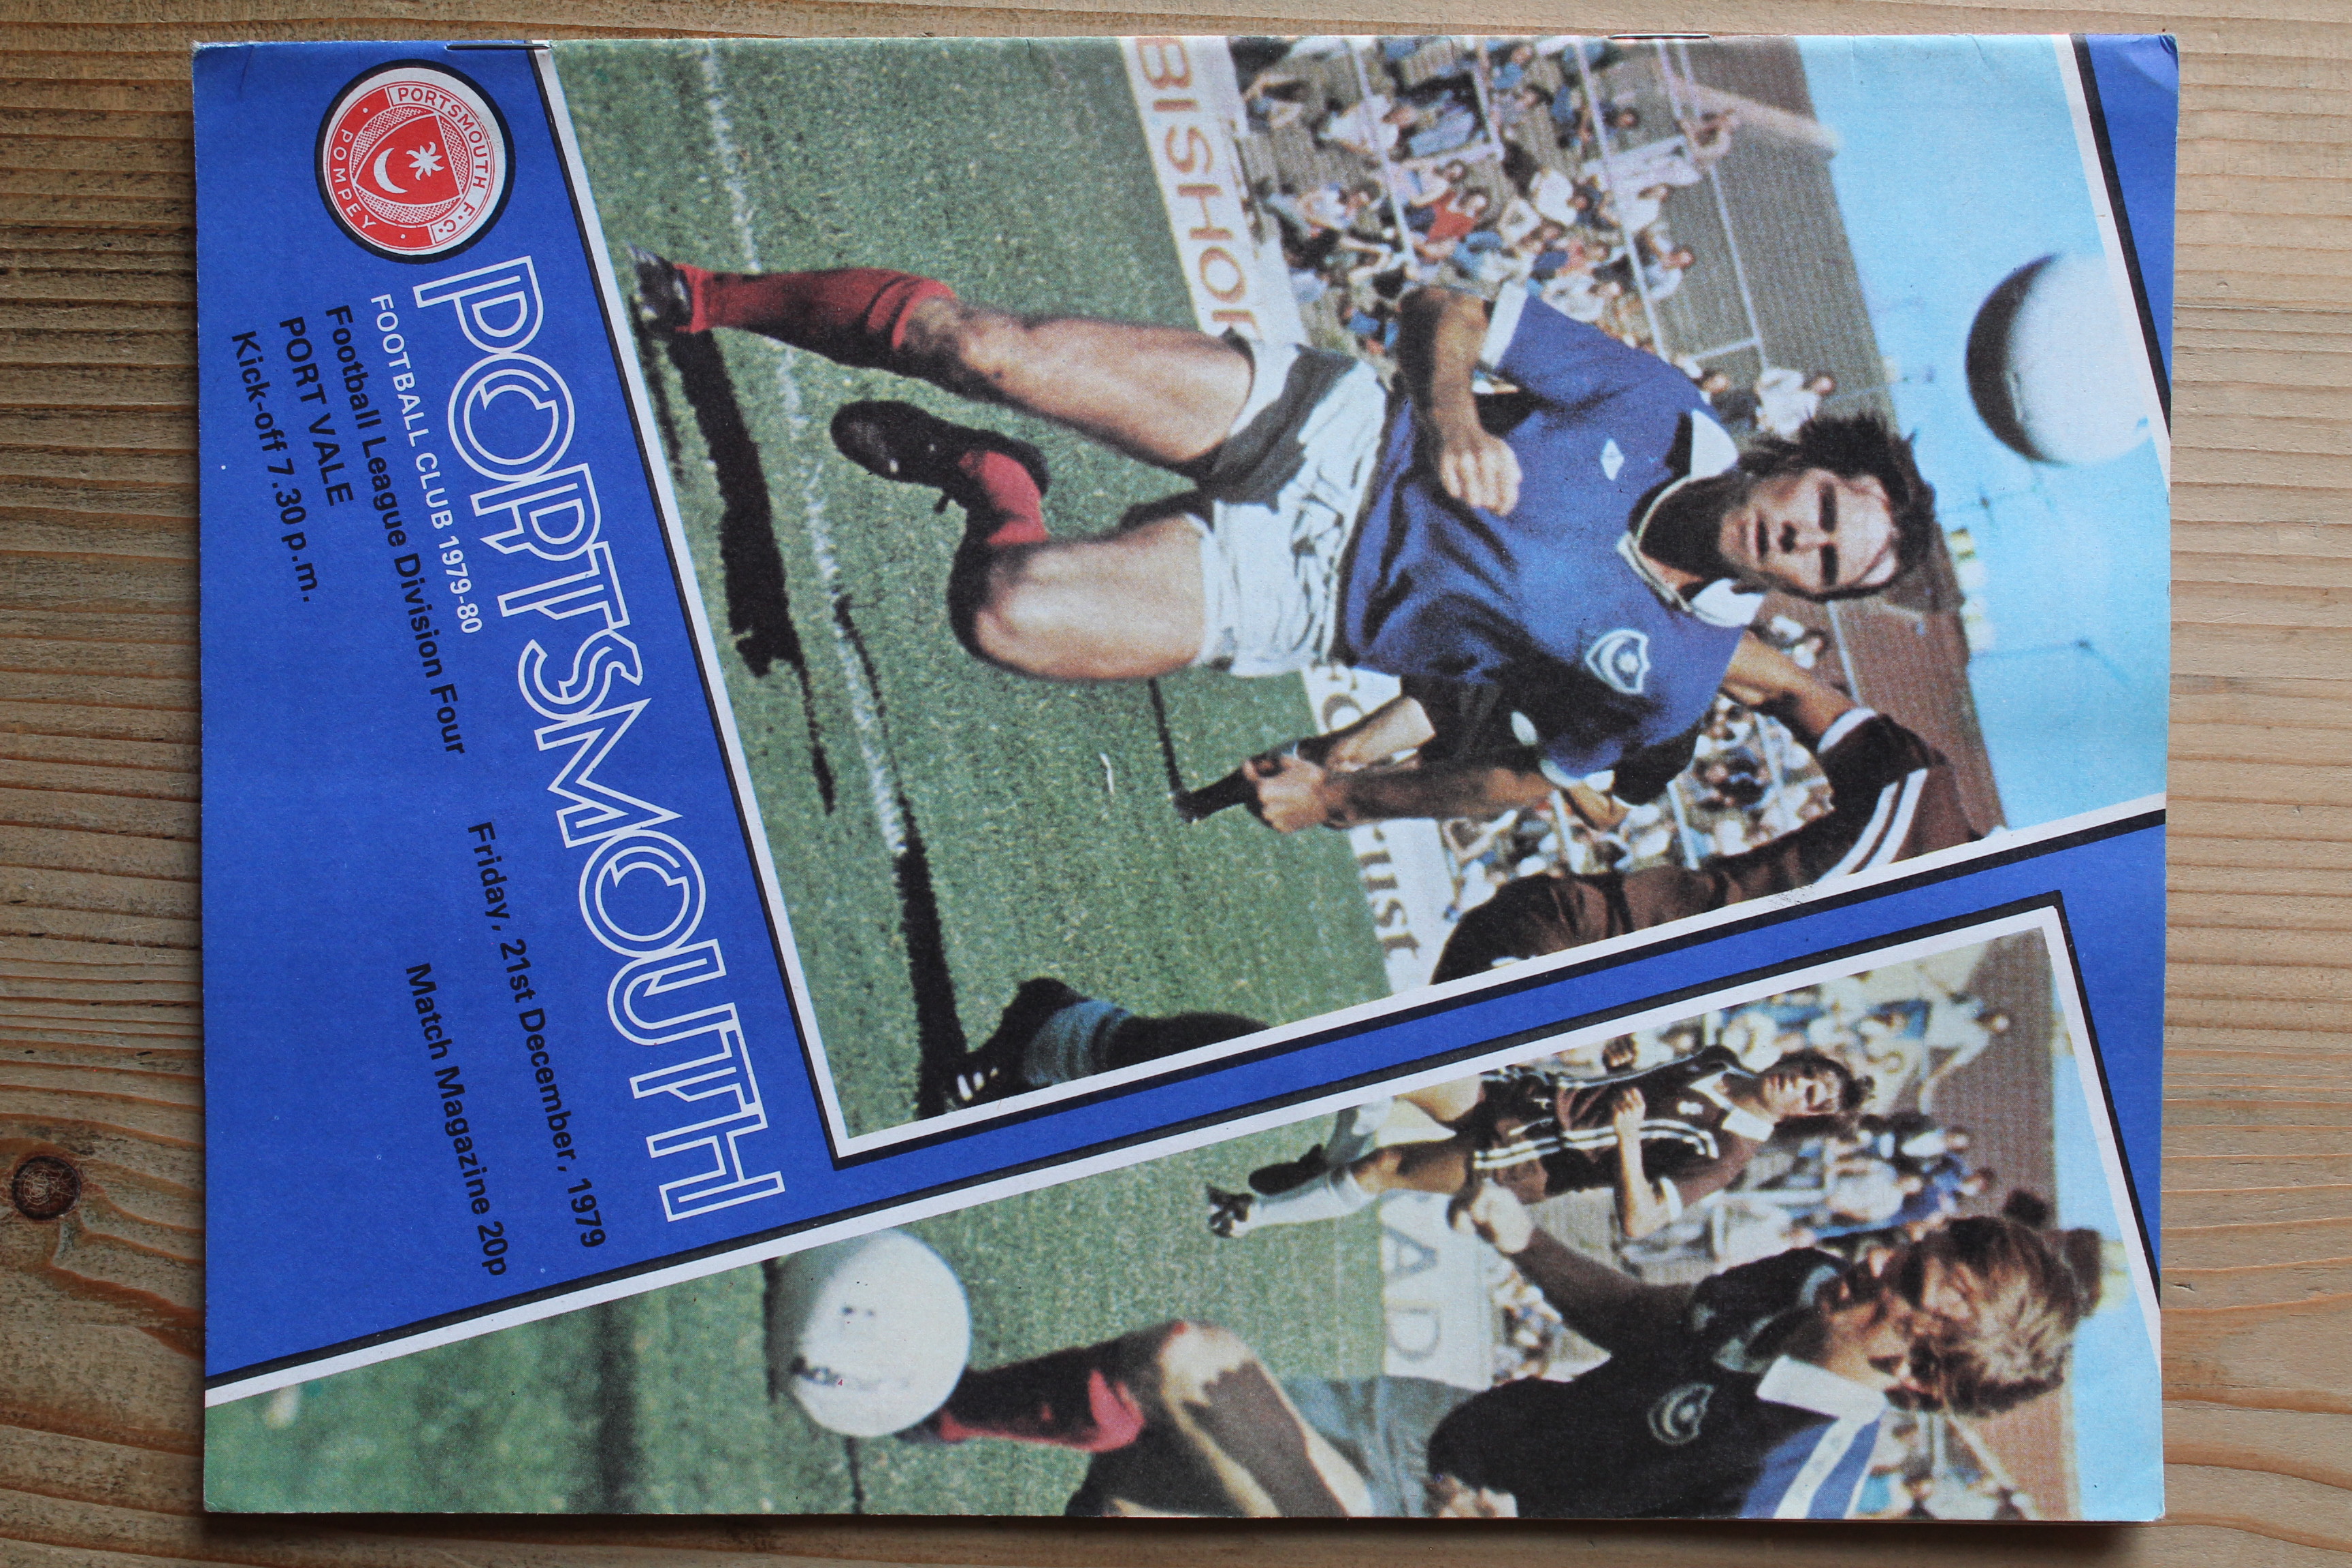 PORTSMOUTH F.C.
POMPEY
PORTSMOUTH
FOOTBALL CLUB 1979-80
Football League Division Four
PORT VALE
Kick-off 7.30 p.m.
Friday, 21st December, 1979
Match Magazine 20p
BISHOP
AD